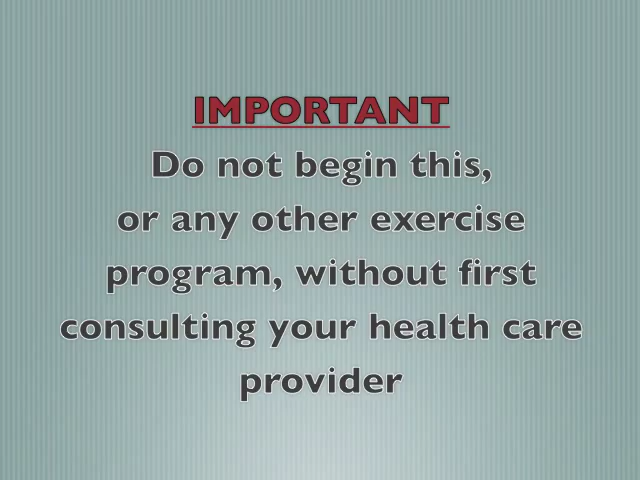 IMPORTANT
Do not begin this,
or any other exercise
program, without first
consulting your health care
provider